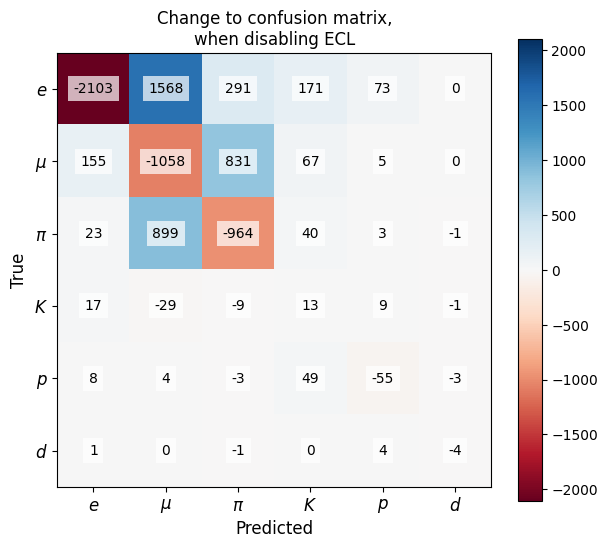 Change to confusion matrix,
when disabling ECL
e -2103 1568 291 171 73 0
μ 155 -1058 831 67 5 0
π 23 899 -964 40 3 -1
K 17 -29 -9 13 9 -1
p 8 4 -3 49 -55 -3
d 1 0 -1 0 4 -4
e μ π K p d
Predicted
True
2000
1500
1000
500
0
−500
−1000
−1500
−2000